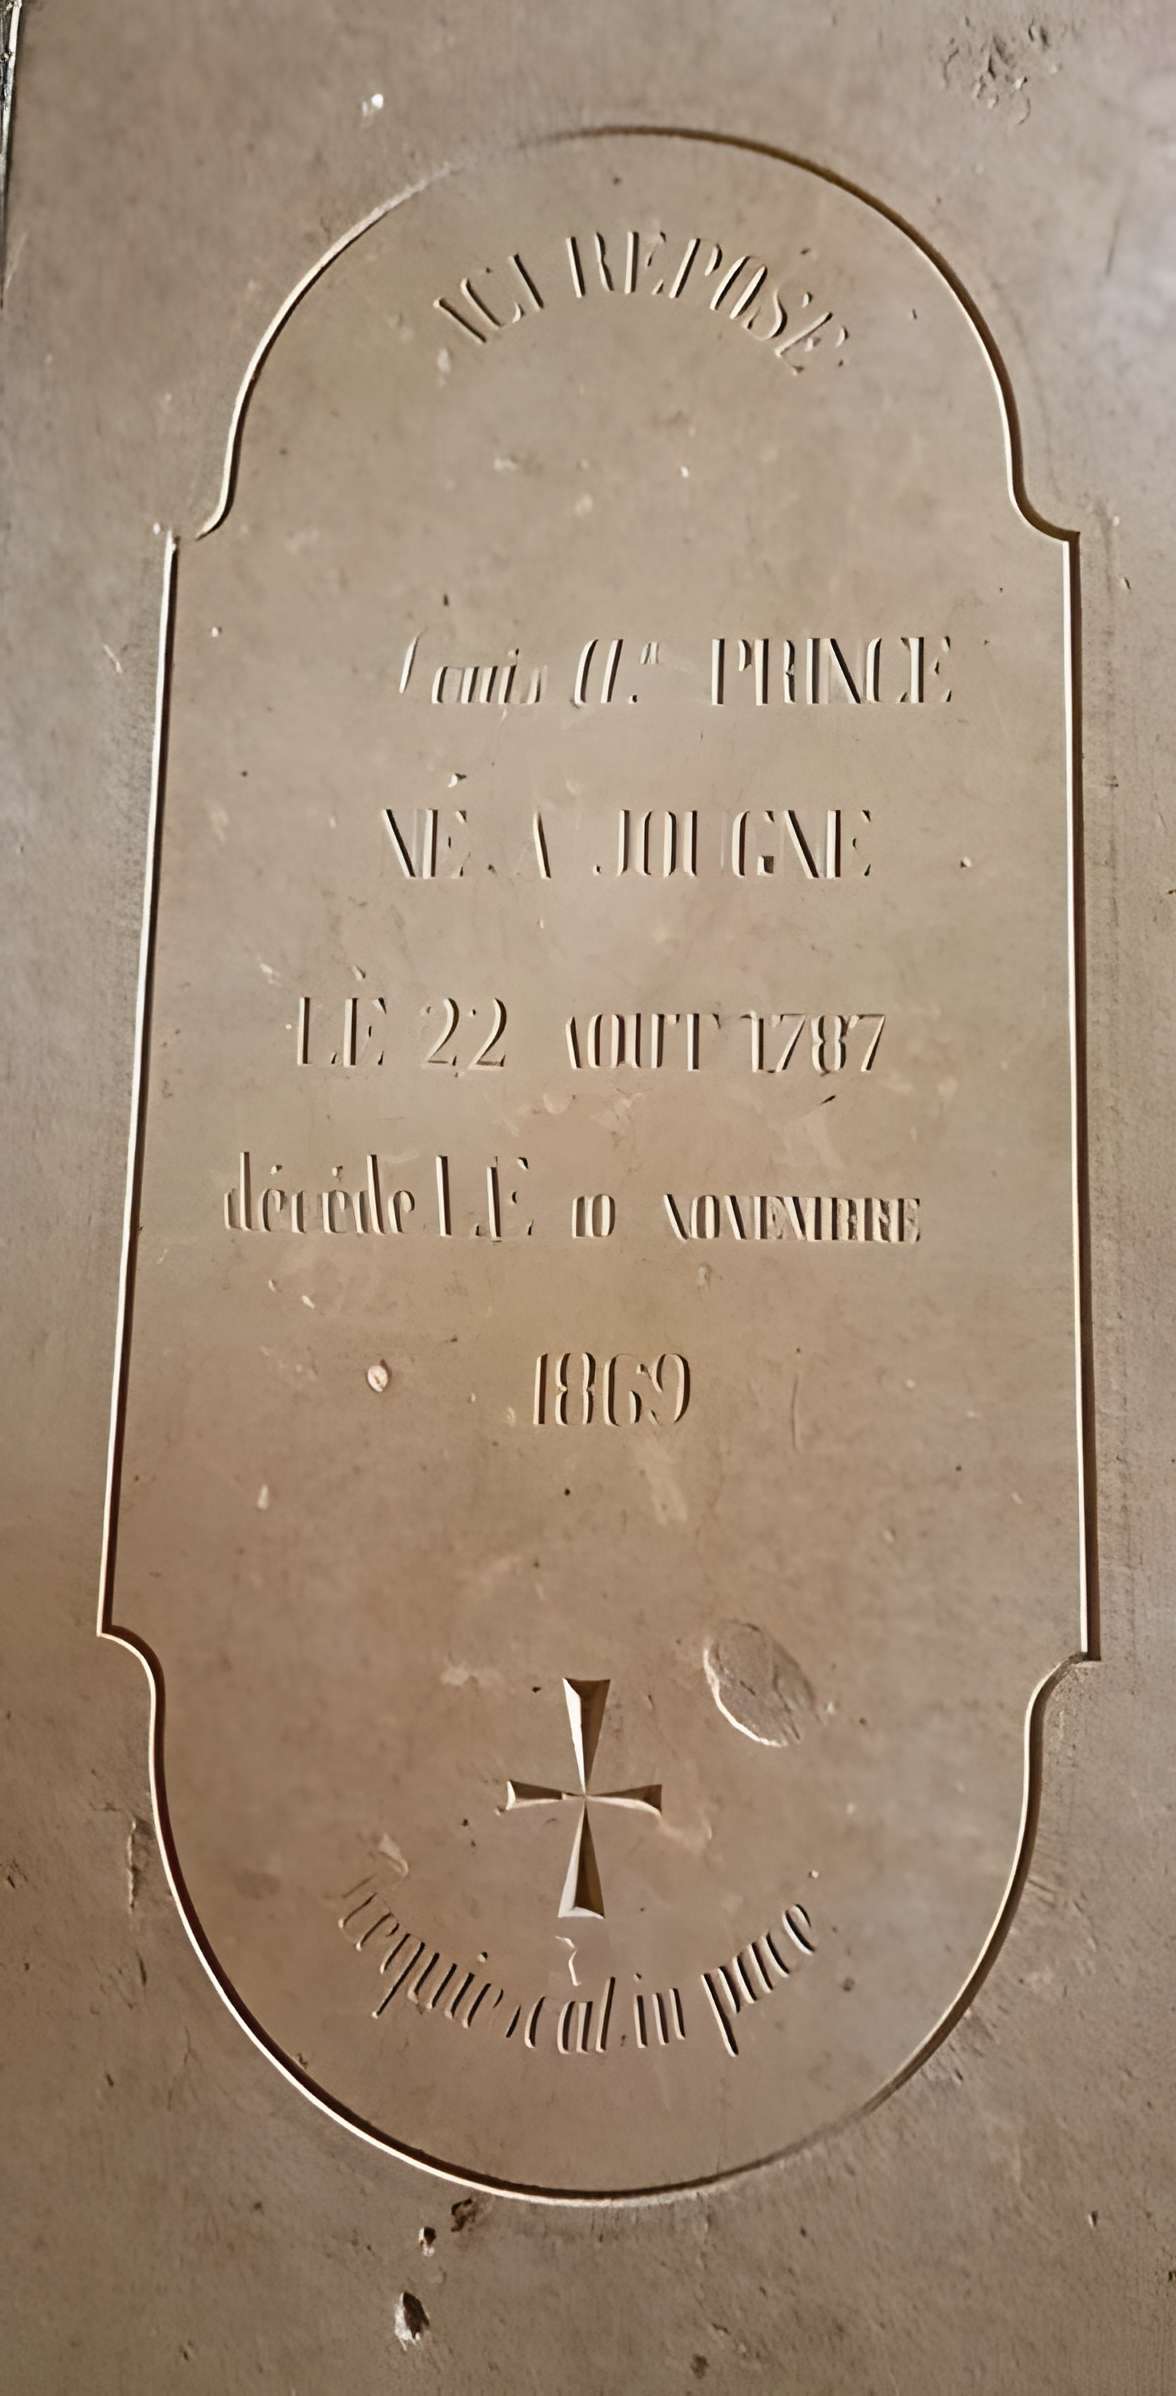 ICI REPOSE
Louis Cl.ᵈ PRINCE
NÉ A JOUGNE
LE 22 AOUT 1787
décédé LE 10 NOVEMBRE
1869
Requiescat in pace